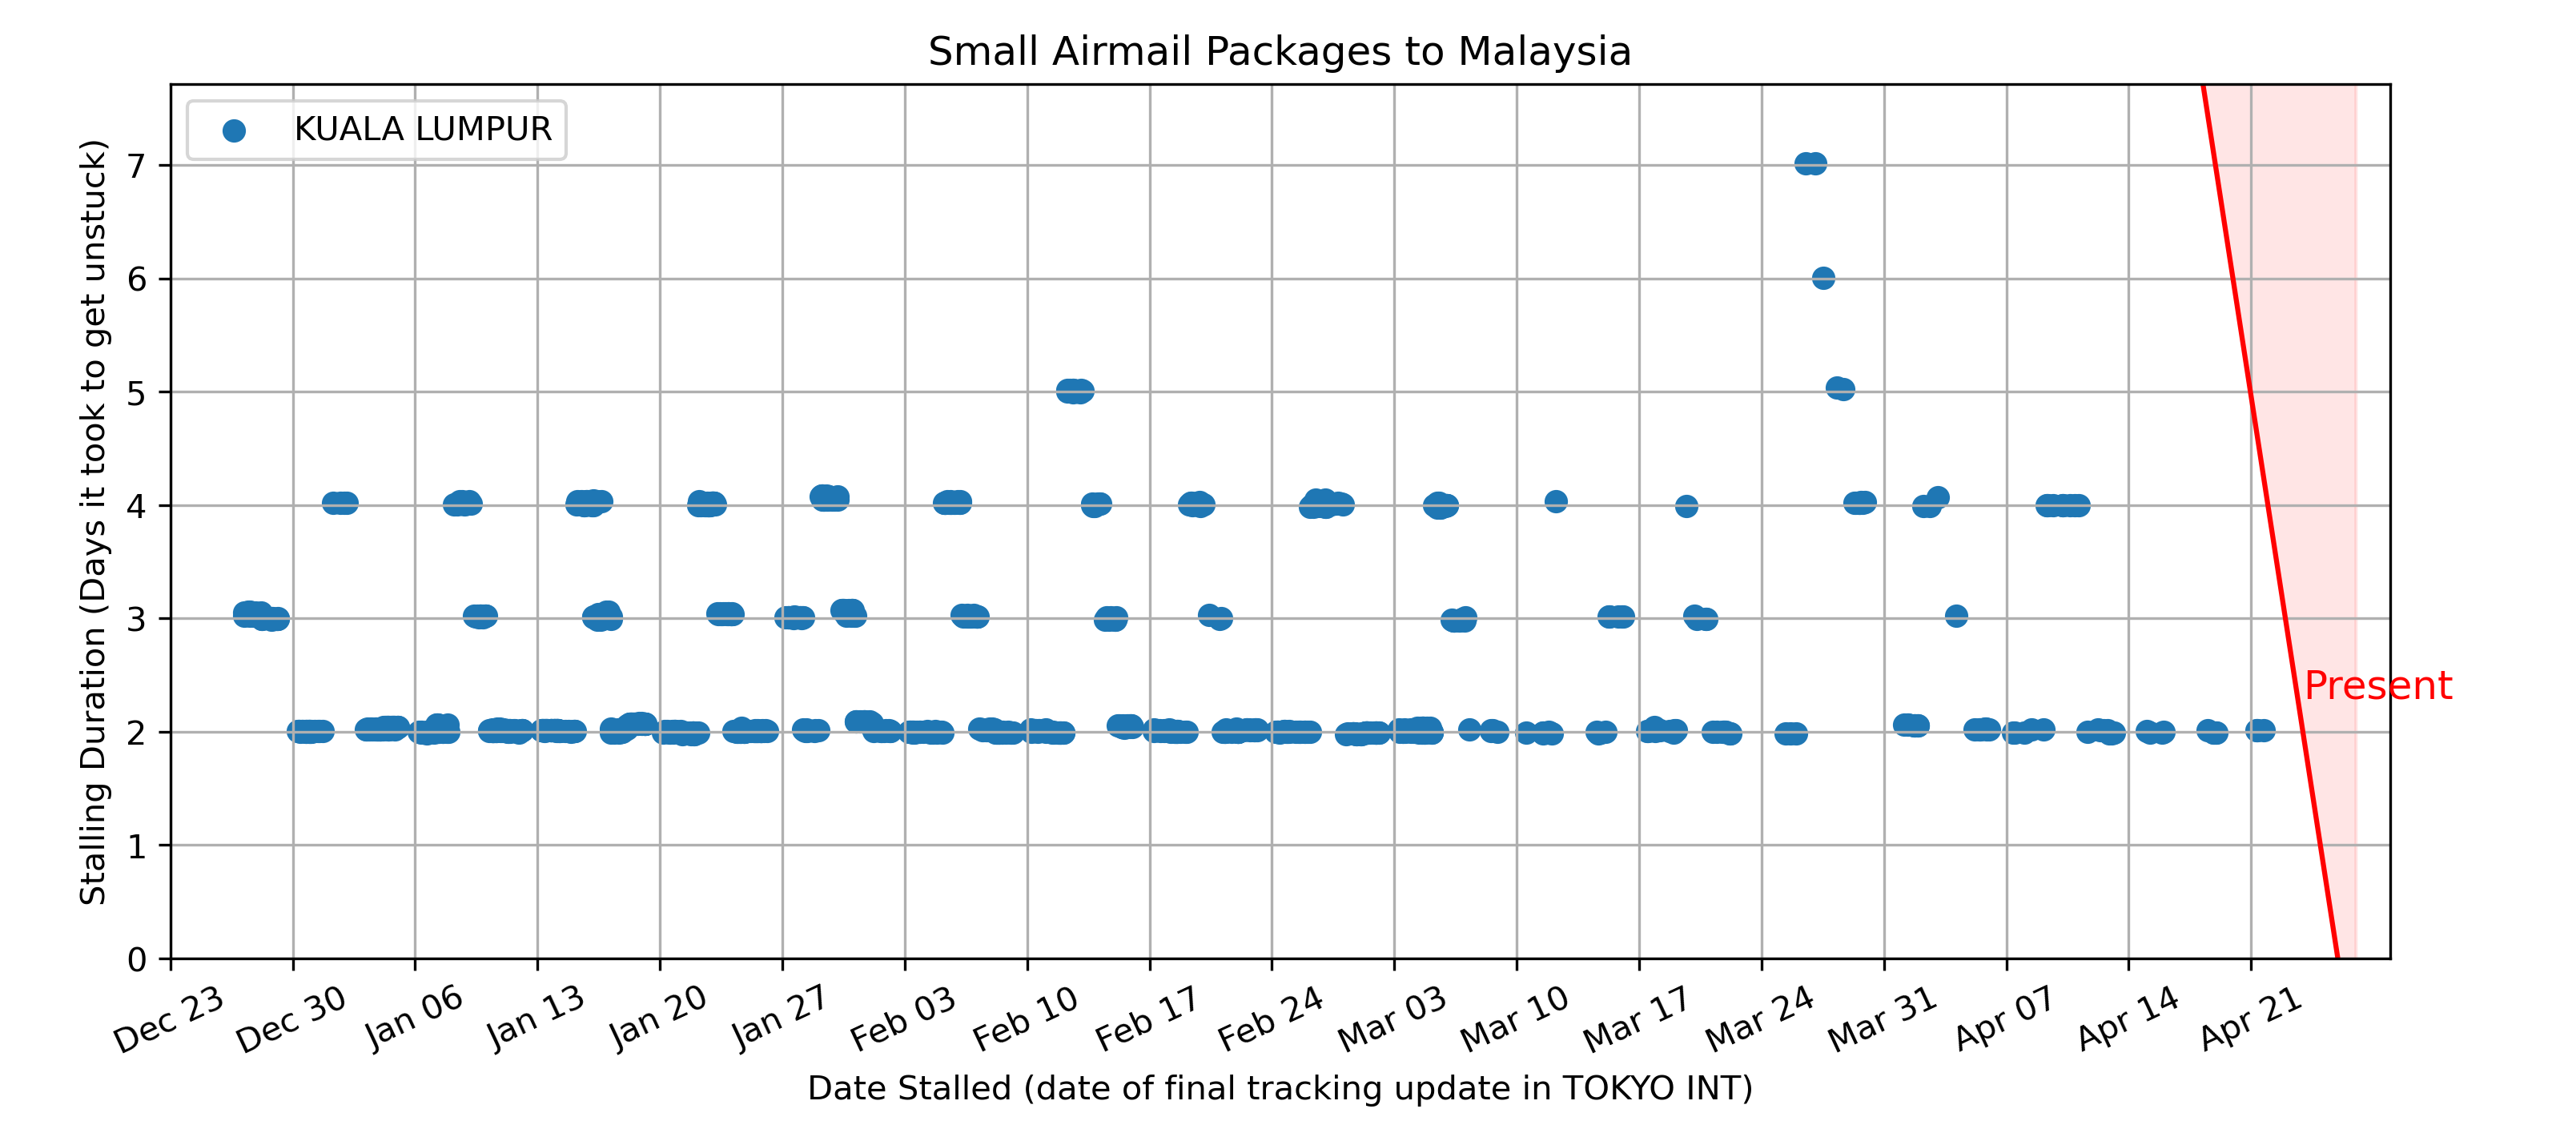 Small Airmail Packages to Malaysia
KUALA LUMPUR
Stalling Duration (Days it took to get unstuck)
7
6
5
4
3
2
1
0
Present
Dec 23
Dec 30
Jan 06
Jan 13
Jan 20
Jan 27
Feb 03
Feb 10
Feb 17
Feb 24
Mar 03
Mar 10
Mar 17
Mar 24
Mar 31
Apr 07
Apr 14
Apr 21
Date Stalled (date of final tracking update in TOKYO INT)